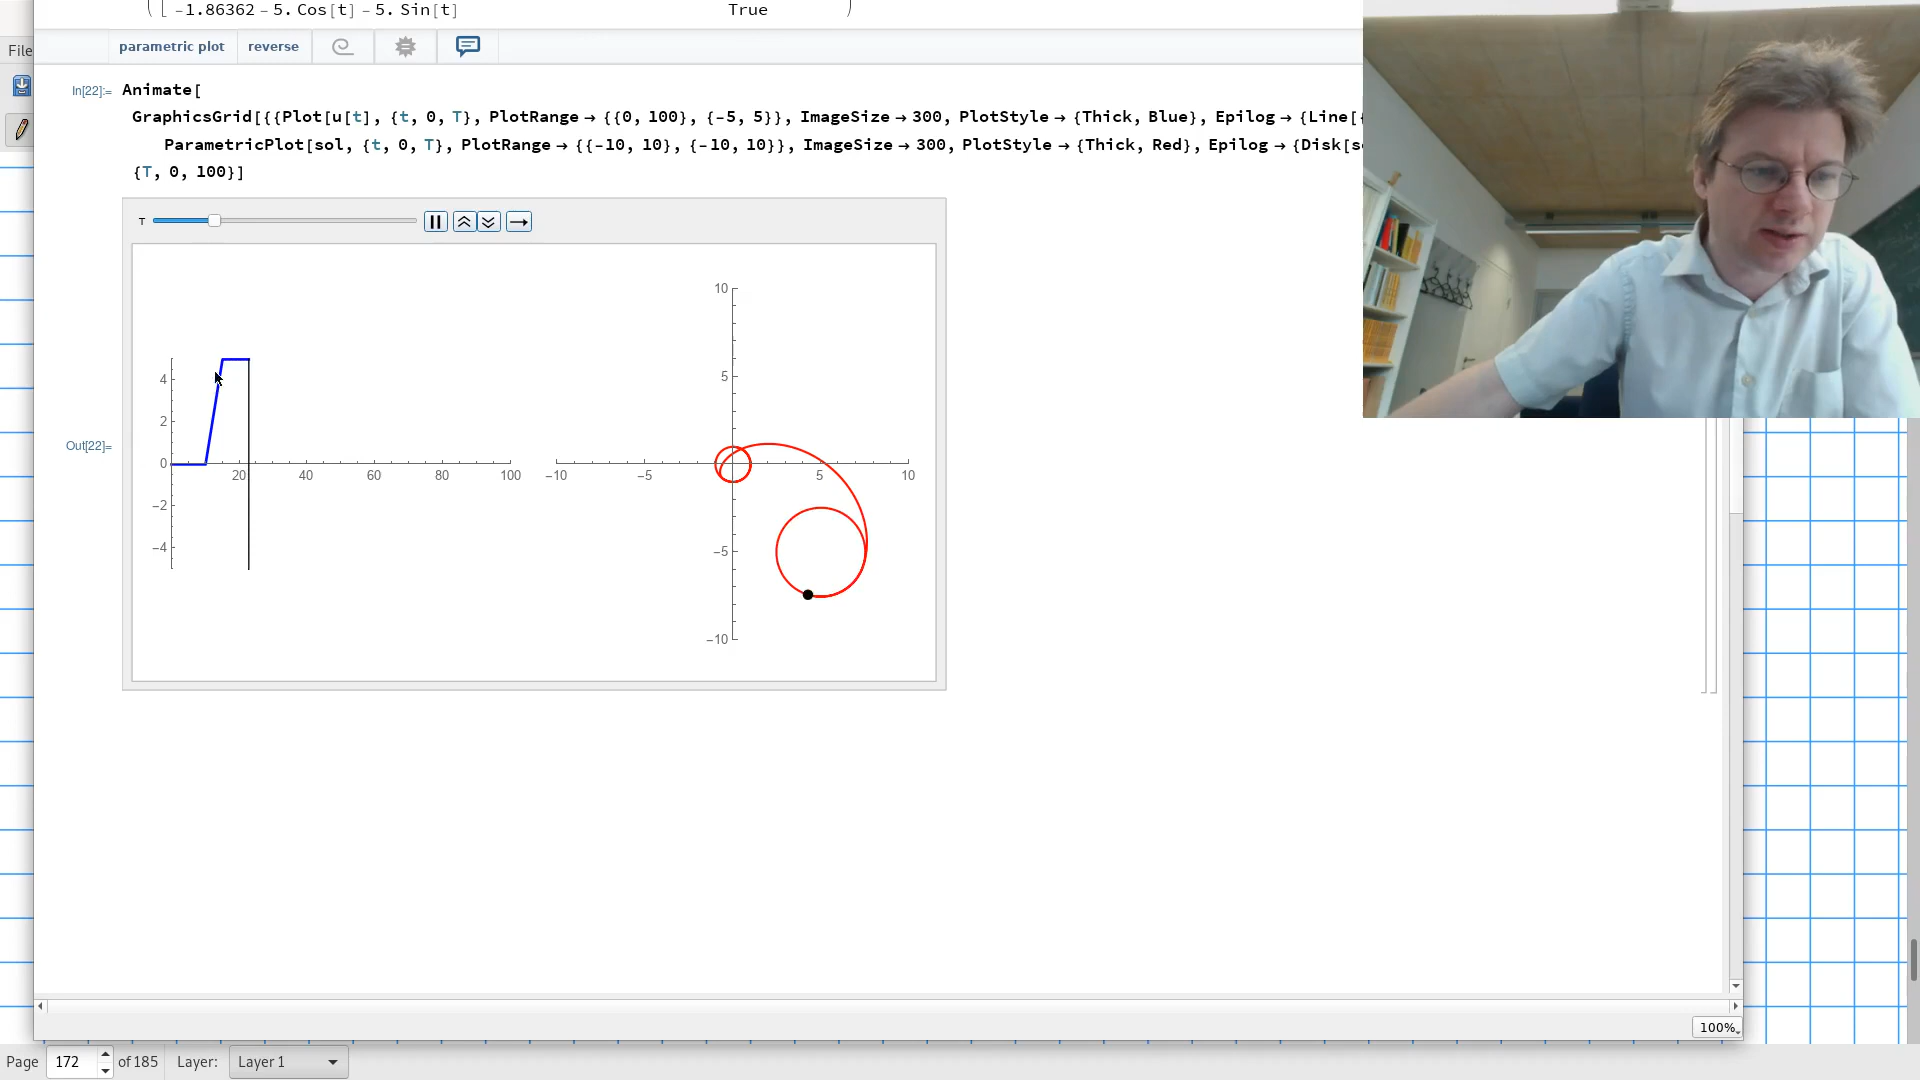 -1.86362 - 5. Cos[t] - 5. Sin[t] True
File
parametric plot reverse
In[22]:= Animate[
GraphicsGrid[{{Plot[u[t], {t, 0, T}, PlotRange → {{0, 100}, {-5, 5}}, ImageSize → 300, PlotStyle → {Thick, Blue}, Epilog → {Line[{
ParametricPlot[sol, {t, 0, T}, PlotRange → {{-10, 10}, {-10, 10}}, ImageSize → 300, PlotStyle → {Thick, Red}, Epilog → {Disk[s
{T, 0, 100}]
T
10
5
4
2
Out[22]=
0
20 40 60 80 100 -10 -5 5 10
-2
-4
-5
-10
100%
Page 172 of 185 Layer: Layer 1